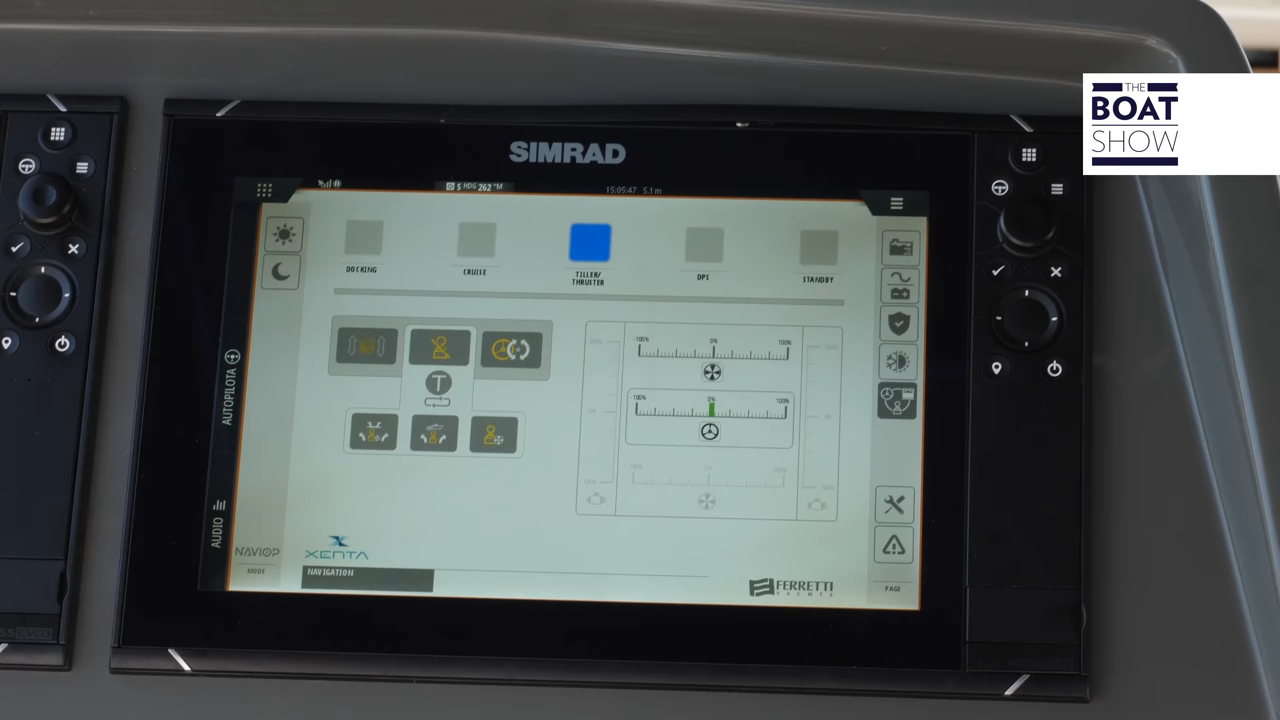 THE
BOAT
SHOW
SIMRAD
S HDG 262 °M
15:05:47 5.1 m
DOCKING
CRUISE
TILLER/
THRUSTER
DPS
STANDBY
-100% 0% 100%
T
-100% 0% 100%
AUTOPILOTA
AUDIO
NAVIOP
MODE
XENTA
NAVIGATION
FERRETTI
YACHTS
PAGE